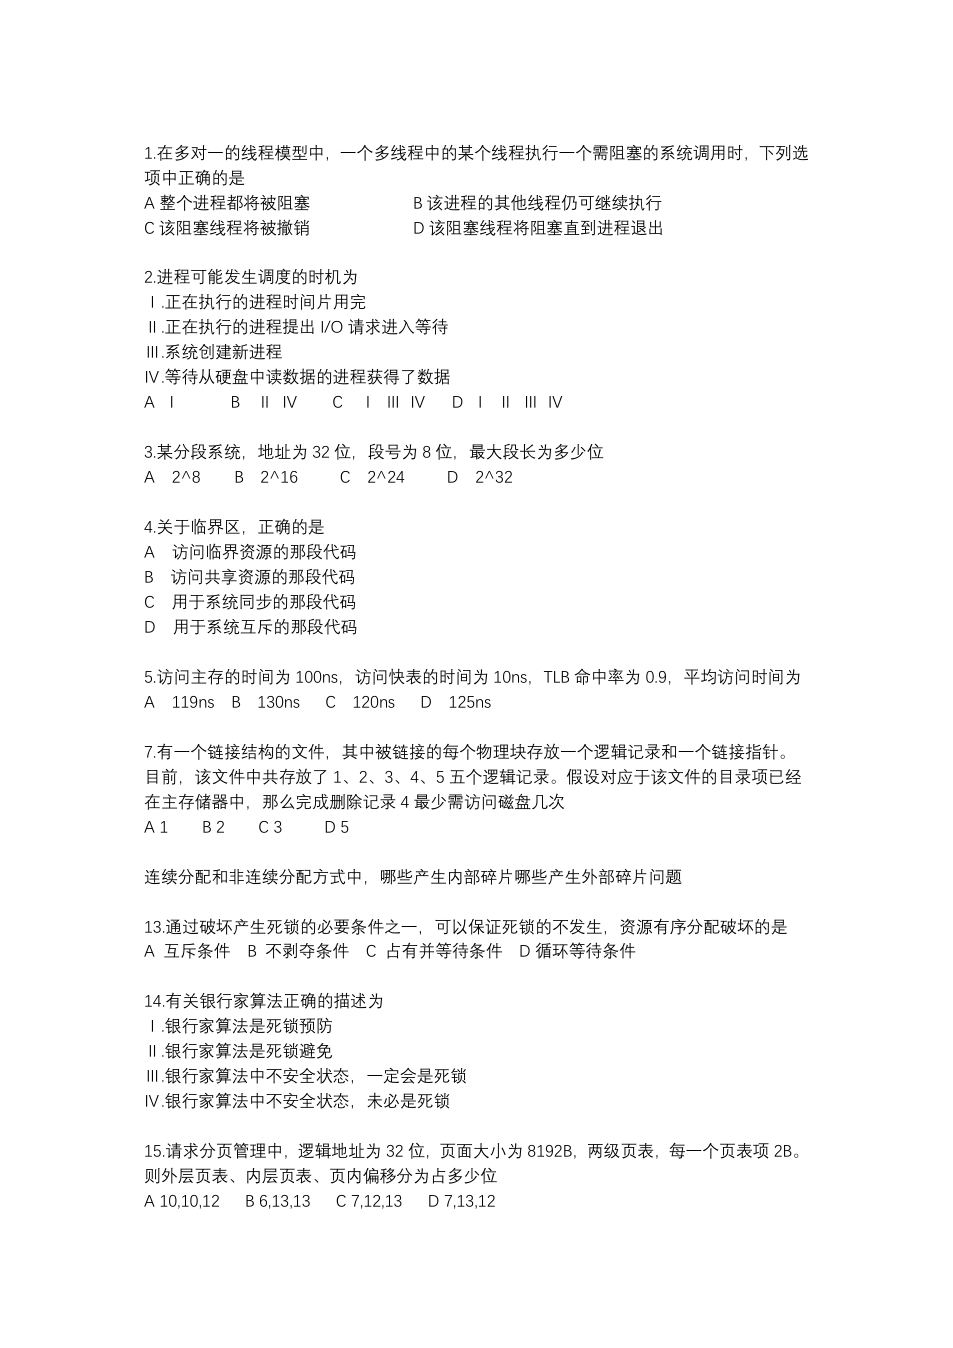 1.在多对一的线程模型中，一个多线程中的某个线程执行一个需阻塞的系统调用时，下列选
项中正确的是
A 整个进程都将被阻塞 B 该进程的其他线程仍可继续执行
C 该阻塞线程将被撤销 D 该阻塞线程将阻塞直到进程退出
2.进程可能发生调度的时机为
Ⅰ.正在执行的进程时间片用完
Ⅱ.正在执行的进程提出 I/O 请求进入等待
Ⅲ.系统创建新进程
Ⅳ.等待从硬盘中读数据的进程获得了数据
A Ⅰ B Ⅱ Ⅳ C Ⅰ Ⅲ Ⅳ D Ⅰ Ⅱ Ⅲ Ⅳ
3.某分段系统，地址为 32 位，段号为 8 位，最大段长为多少位
A 2^8 B 2^16 C 2^24 D 2^32
4.关于临界区，正确的是
A 访问临界资源的那段代码
B 访问共享资源的那段代码
C 用于系统同步的那段代码
D 用于系统互斥的那段代码
5.访问主存的时间为 100ns，访问快表的时间为 10ns，TLB 命中率为 0.9，平均访问时间为
A 119ns B 130ns C 120ns D 125ns
7.有一个链接结构的文件，其中被链接的每个物理块存放一个逻辑记录和一个链接指针。
目前，该文件中共存放了 1、2、3、4、5 五个逻辑记录。假设对应于该文件的目录项已经
在主存储器中，那么完成删除记录 4 最少需访问磁盘几次
A 1 B 2 C 3 D 5
连续分配和非连续分配方式中，哪些产生内部碎片哪些产生外部碎片问题
13.通过破坏产生死锁的必要条件之一，可以保证死锁的不发生，资源有序分配破坏的是
A 互斥条件 B 不剥夺条件 C 占有并等待条件 D 循环等待条件
14.有关银行家算法正确的描述为
Ⅰ.银行家算法是死锁预防
Ⅱ.银行家算法是死锁避免
Ⅲ.银行家算法中不安全状态，一定会是死锁
Ⅳ.银行家算法中不安全状态，未必是死锁
15.请求分页管理中，逻辑地址为 32 位，页面大小为 8192B，两级页表，每一个页表项 2B。
则外层页表、内层页表、页内偏移分为占多少位
A 10,10,12 B 6,13,13 C 7,12,13 D 7,13,12